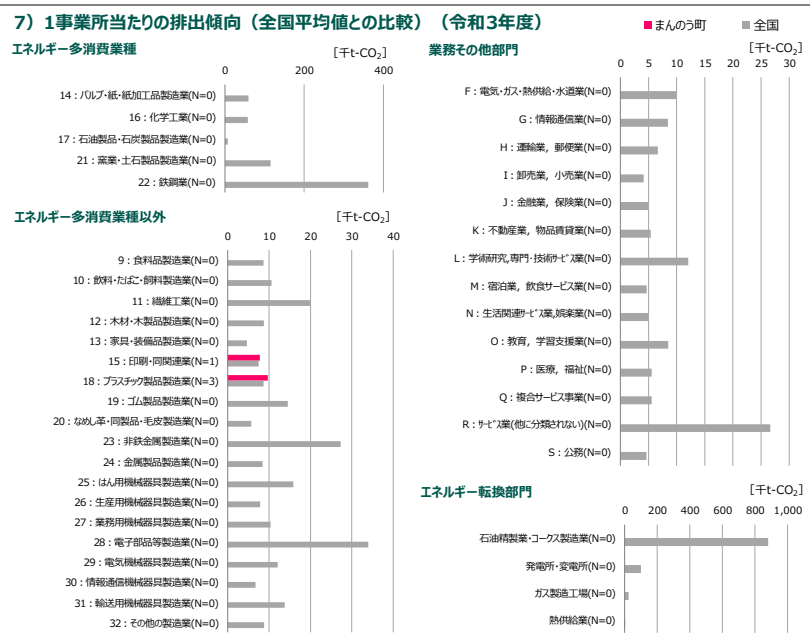 7）1事業所当たりの排出傾向（全国平均値との比較）（令和3年度）
まんのう町 全国
エネルギー多消費業種
[千t-CO₂]
0 200 400
14：パルプ・紙・紙加工品製造業(N=0)
16：化学工業(N=0)
17：石油製品・石炭製品製造業(N=0)
21：窯業・土石製品製造業(N=0)
22：鉄鋼業(N=0)
エネルギー多消費業種以外
[千t-CO₂]
0 10 20 30 40
9：食料品製造業(N=0)
10：飲料・たばこ・飼料製造業(N=0)
11：繊維工業(N=0)
12：木材・木製品製造業(N=0)
13：家具・装備品製造業(N=0)
15：印刷・同関連業(N=1)
18：プラスチック製品製造業(N=3)
19：ゴム製品製造業(N=0)
20：なめし革・同製品・毛皮製造業(N=0)
23：非鉄金属製造業(N=0)
24：金属製品製造業(N=0)
25：はん用機械器具製造業(N=0)
26：生産用機械器具製造業(N=0)
27：業務用機械器具製造業(N=0)
28：電子部品等製造業(N=0)
29：電気機械器具製造業(N=0)
30：情報通信機械器具製造業(N=0)
31：輸送用機械器具製造業(N=0)
32：その他の製造業(N=0)
業務その他部門
[千t-CO₂]
0 5 10 15 20 25 30
F：電気・ガス・熱供給・水道業(N=0)
G：情報通信業(N=0)
H：運輸業，郵便業(N=0)
I：卸売業，小売業(N=0)
J：金融業，保険業(N=0)
K：不動産業，物品賃貸業(N=0)
L：学術研究,専門・技術ｻｰﾋﾞｽ業(N=0)
M：宿泊業，飲食サービス業(N=0)
N：生活関連ｻｰﾋﾞｽ業,娯楽業(N=0)
O：教育，学習支援業(N=0)
P：医療，福祉(N=0)
Q：複合サービス事業(N=0)
R：ｻｰﾋﾞｽ業(他に分類されない)(N=0)
S：公務(N=0)
エネルギー転換部門
[千t-CO₂]
0 200 400 600 800 1,000
石油精製業・コークス製造業(N=0)
発電所・変電所(N=0)
ガス製造工場(N=0)
熱供給業(N=0)